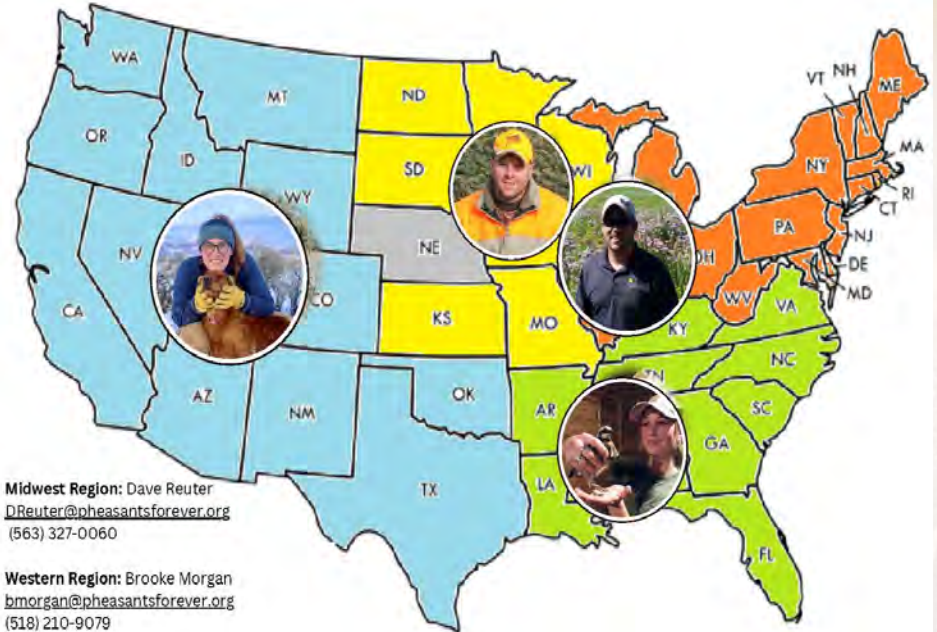 WA
VT
NH
ME
MT
ND
OR
MA
ID
SD
WI
NY
WY
RI
CT
PA
NE
NV
OH
NJ
DE
CO
WV
MD
CA
KS
MO
VA
KY
NC
TN
AZ
OK
AR
SC
NM
GA
TX
LA
FL
Midwest Region: Dave Reuter
DReuter@pheasantsforever.org
(563) 327-0060
Western Region: Brooke Morgan
bmorgan@pheasantsforever.org
(518) 210-9079